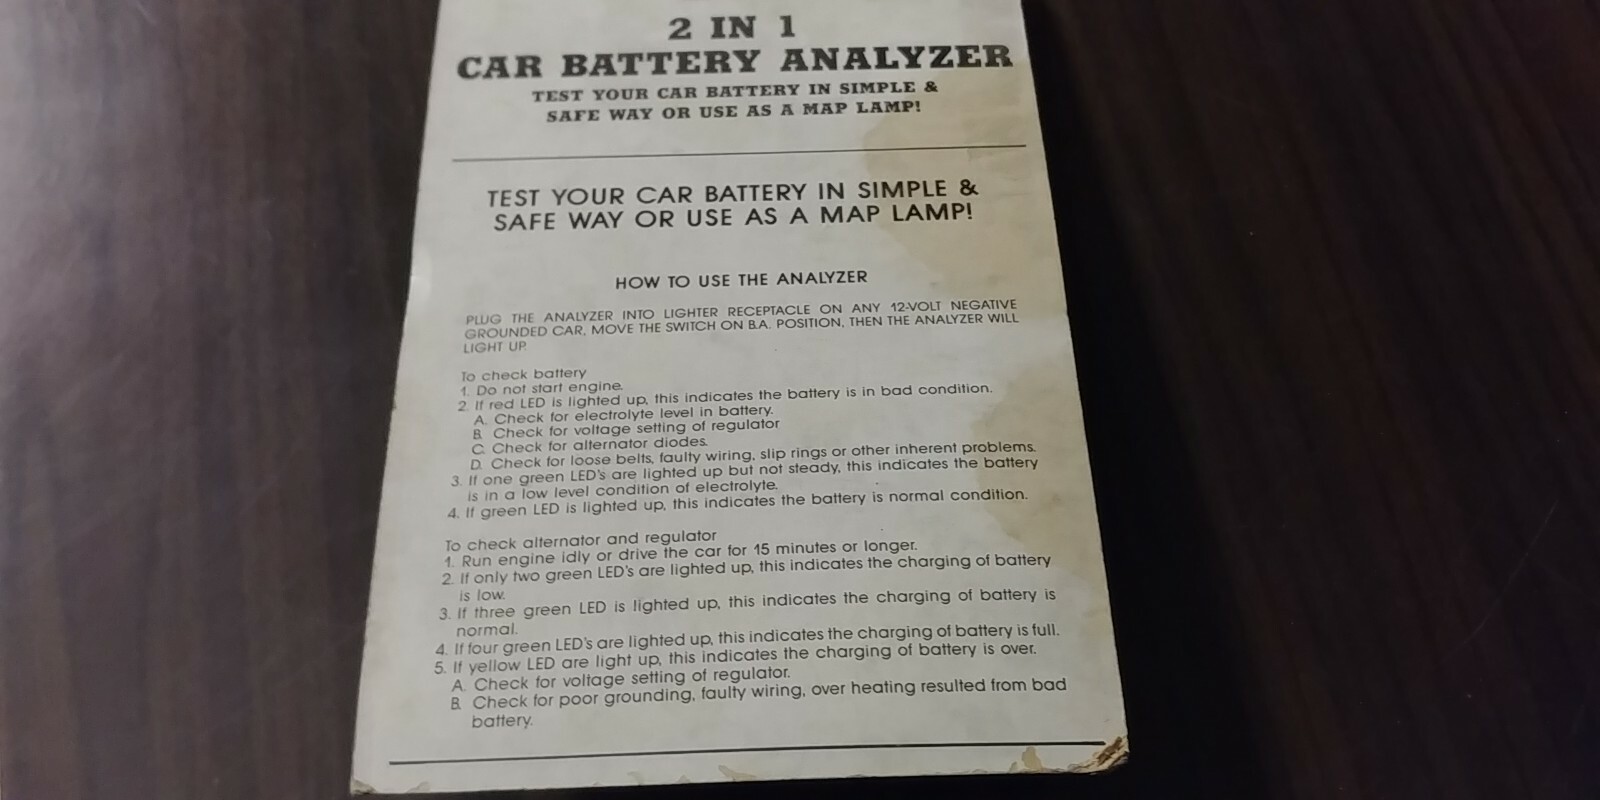 2 IN 1
CAR BATTERY ANALYZER
TEST YOUR CAR BATTERY IN SIMPLE &
SAFE WAY OR USE AS A MAP LAMP!
TEST YOUR CAR BATTERY IN SIMPLE &
SAFE WAY OR USE AS A MAP LAMP!
HOW TO USE THE ANALYZER
PLUG THE ANALYZER INTO LIGHTER RECEPTACLE ON ANY 12-VOLT NEGATIVE
GROUNDED CAR, MOVE THE SWITCH ON B.A. POSITION, THEN THE ANALYZER WILL
LIGHT UP.
To check battery
1. Do not start engine.
2. If red LED is lighted up, this indicates the battery is in bad condition.
A. Check for electrolyte level in battery.
B. Check for voltage setting of regulator
C. Check for alternator diodes.
D. Check for loose belts, faulty wiring, slip rings or other inherent problems.
3. If one green LED's are lighted up but not steady, this indicates the battery
is in a low level condition of electrolyte.
4. If green LED is lighted up, this indicates the battery is normal condition.
To check alternator and regulator
1. Run engine idly or drive the car for 15 minutes or longer.
2. If only two green LED's are lighted up, this indicates the charging of battery
is low.
3. If three green LED is lighted up, this indicates the charging of battery is
normal.
4. If four green LED's are lighted up, this indicates the charging of battery is full.
5. If yellow LED are light up, this indicates the charging of battery is over.
A. Check for voltage setting of regulator.
B. Check for poor grounding, faulty wiring, over heating resulted from bad
battery.